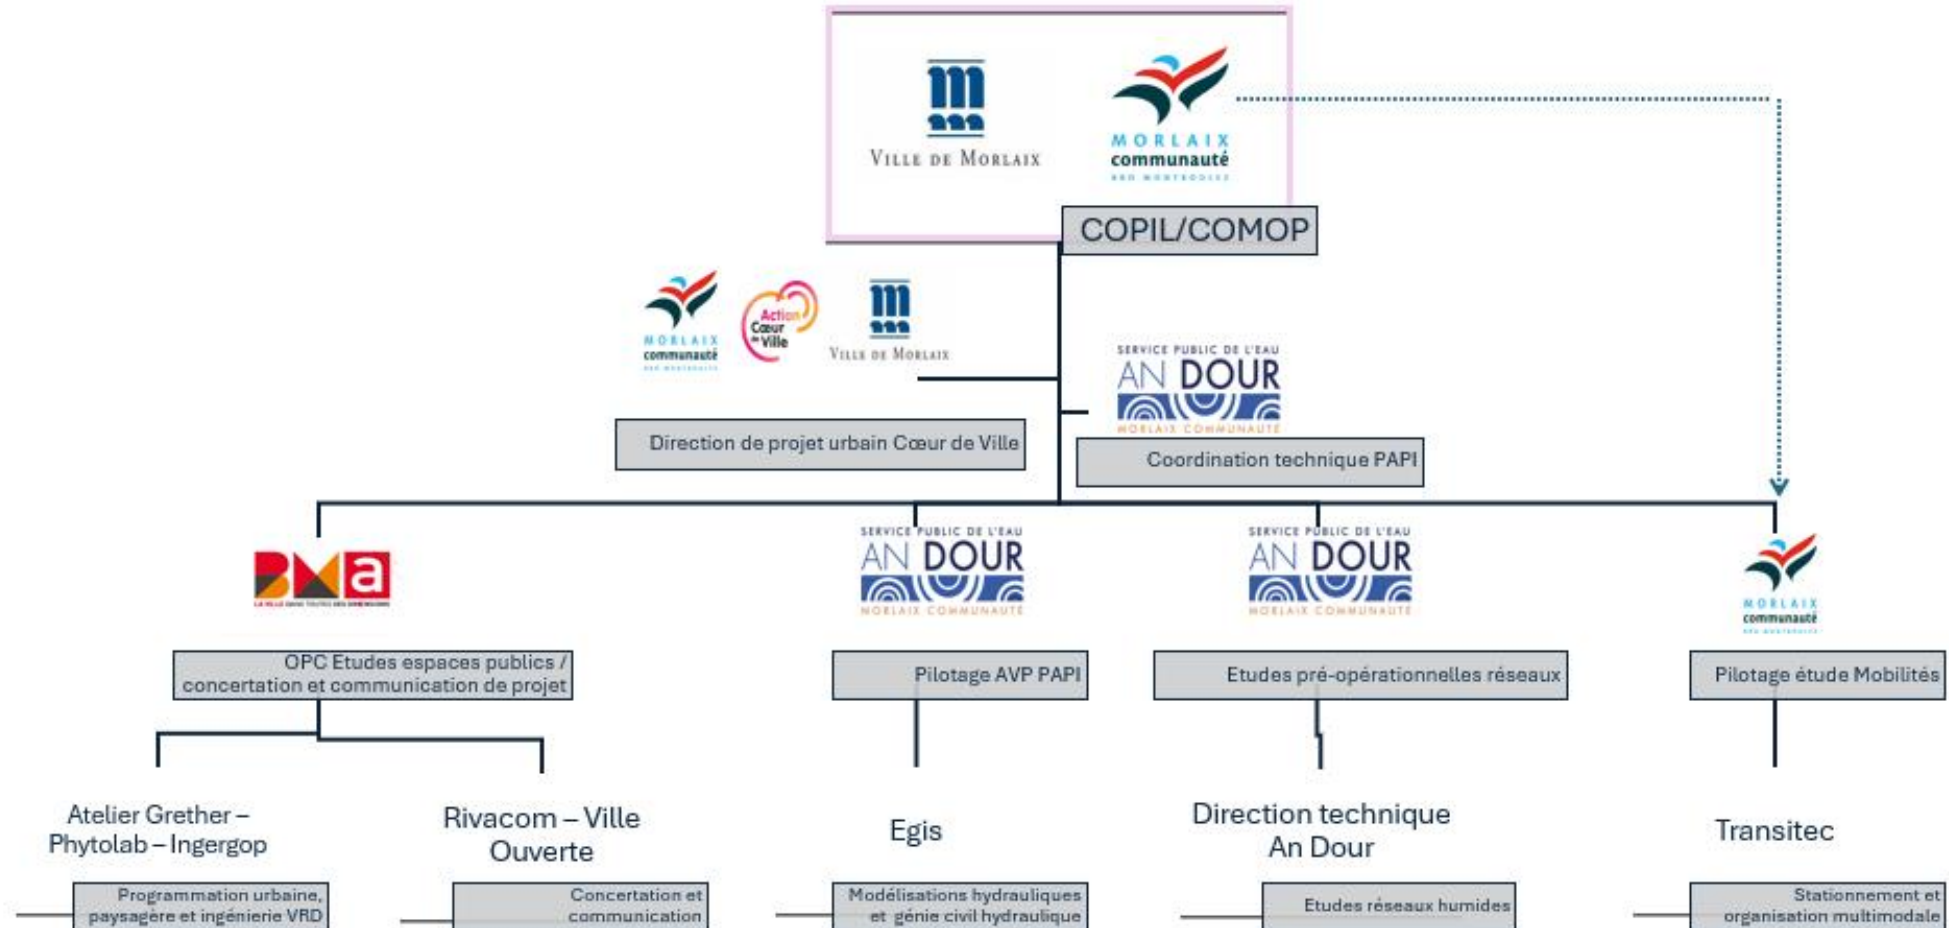 VILLE DE MORLAIX
MORLAIX
communauté
COPIL/COMOP
MORLAIX
communauté
Action
Cœur
de Ville
VILLE DE MORLAIX
SERVICE PUBLIC DE L'EAU
AN DOUR
MORLAIX COMMUNAUTÉ
Direction de projet urbain Cœur de Ville
Coordination technique PAPI
BMa
SERVICE PUBLIC DE L'EAU
AN DOUR
MORLAIX COMMUNAUTÉ
SERVICE PUBLIC DE L'EAU
AN DOUR
MORLAIX COMMUNAUTÉ
MORLAIX
communauté
OPC Etudes espaces publics /
concertation et communication de projet
Pilotage AVP PAPI
Etudes pré-opérationnelles réseaux
Pilotage étude Mobilités
Atelier Grether –
Phytolab – Ingergop
Rivacom – Ville
Ouverte
Egis
Direction technique
An Dour
Transitec
Programmation urbaine,
paysagère et ingénierie VRD
Concertation et
communication
Modélisations hydrauliques
et génie civil hydraulique
Etudes réseaux humides
Stationnement et
organisation multimodale